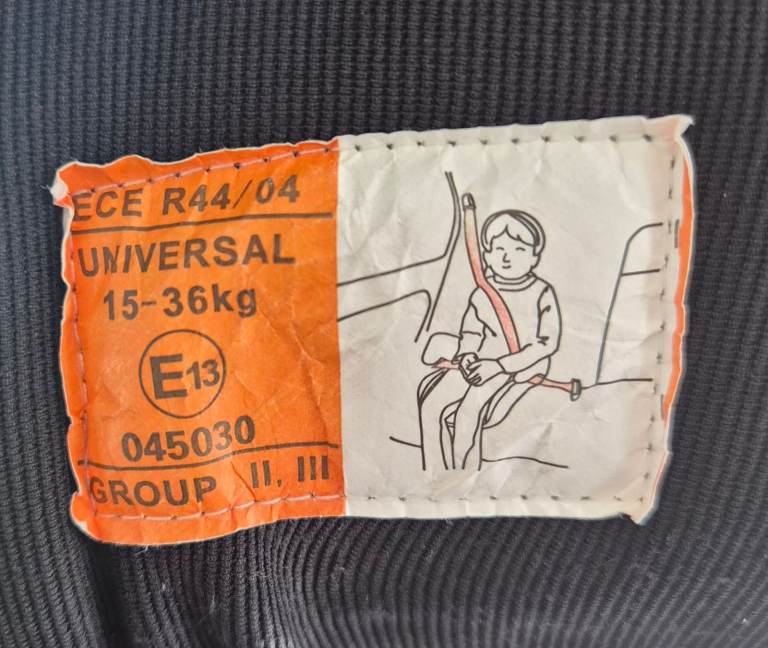 ECE R44/04
UNIVERSAL
15-36kg
E13
045030
GROUP II, III